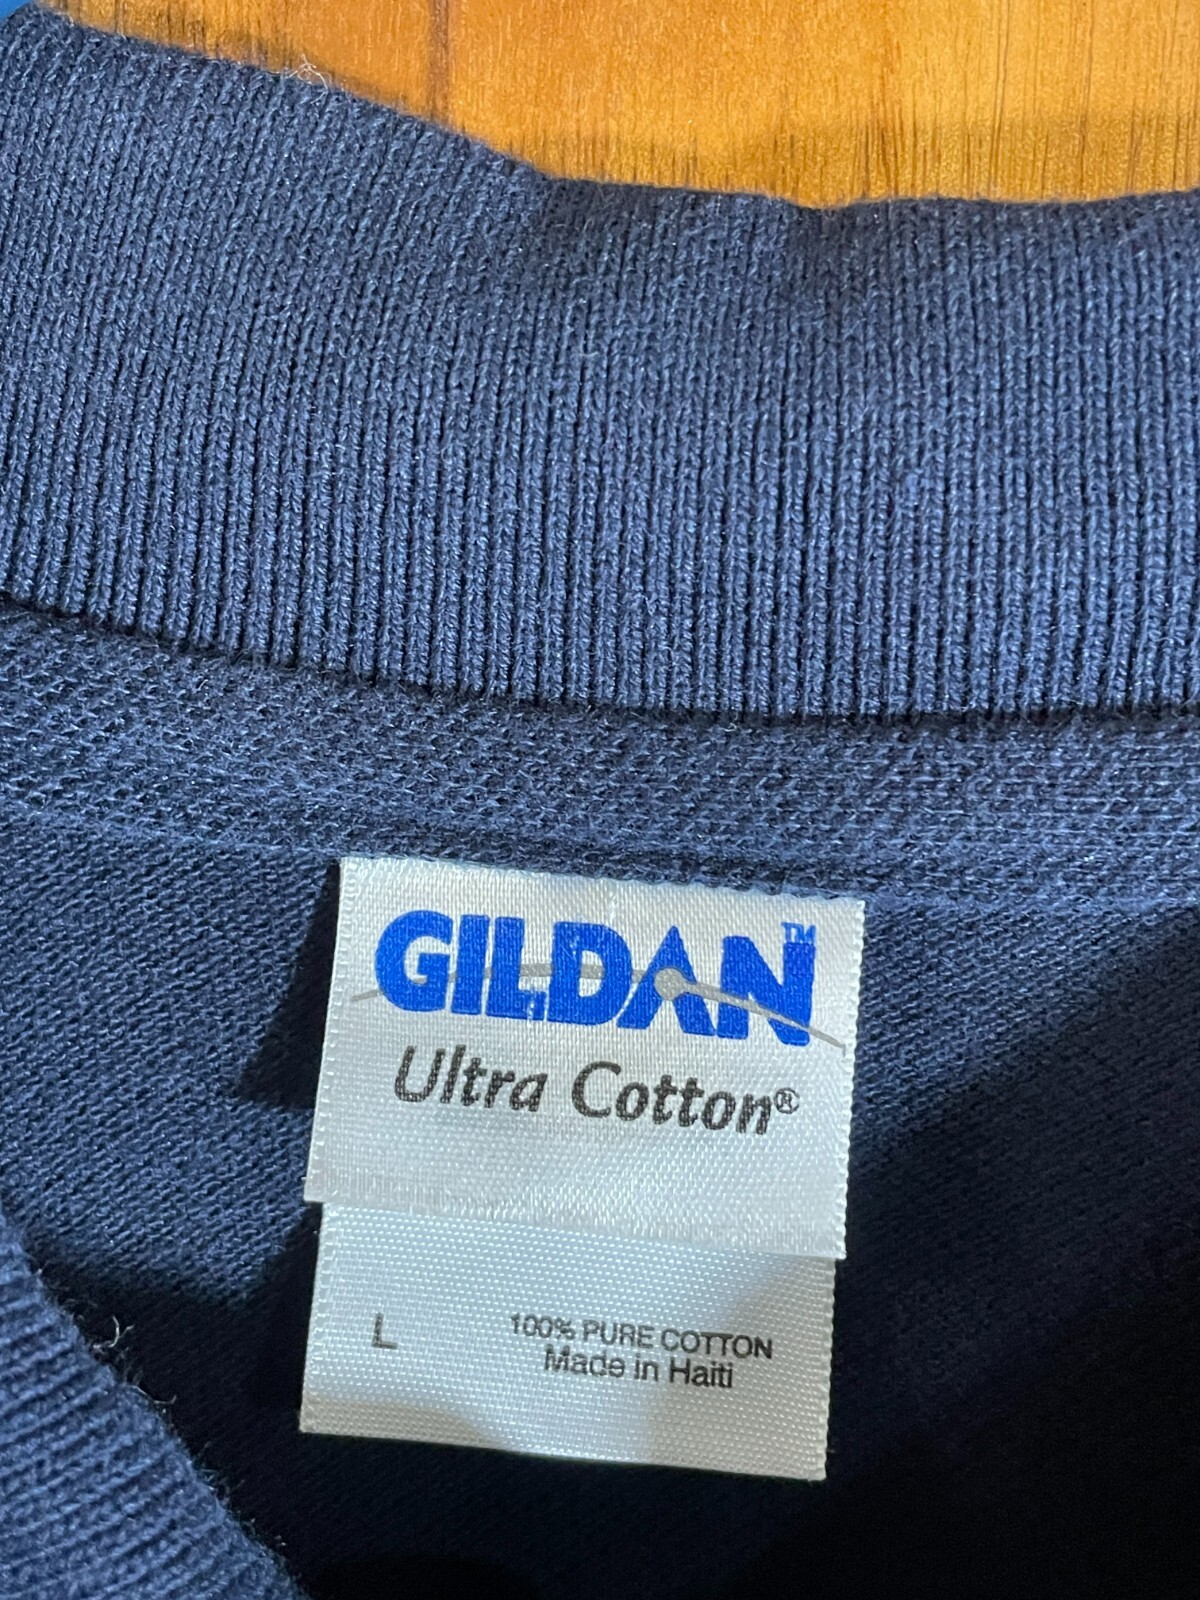 GILDAN™
Ultra Cotton®
L
100% PURE COTTON
Made in Haiti